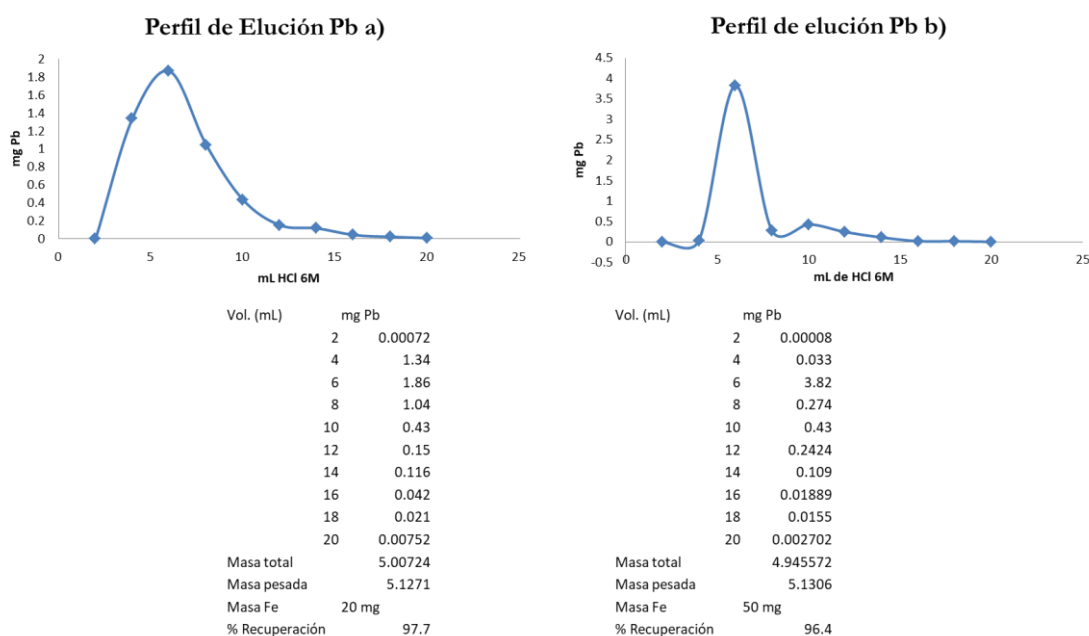 Perfil de Elución Pb a)
2
1.8
1.6
1.4
1.2
1
0.8
0.6
0.4
0.2
0
mg Pb
0 5 10 15 20 25
mL HCl 6M
Vol. (mL) mg Pb
2 0.00072
4 1.34
6 1.86
8 1.04
10 0.43
12 0.15
14 0.116
16 0.042
18 0.021
20 0.00752
Masa total 5.00724
Masa pesada 5.1271
Masa Fe 20 mg
% Recuperación 97.7
Perfil de elución Pb b)
4.5
4
3.5
3
2.5
2
1.5
1
0.5
0
-0.5
mg Pb
0 5 10 15 20 25
mL de HCl 6M
Vol. (mL) mg Pb
2 0.00008
4 0.033
6 3.82
8 0.274
10 0.43
12 0.2424
14 0.109
16 0.01889
18 0.0155
20 0.002702
Masa total 4.945572
Masa pesada 5.1306
Masa Fe 50 mg
% Recuperación 96.4